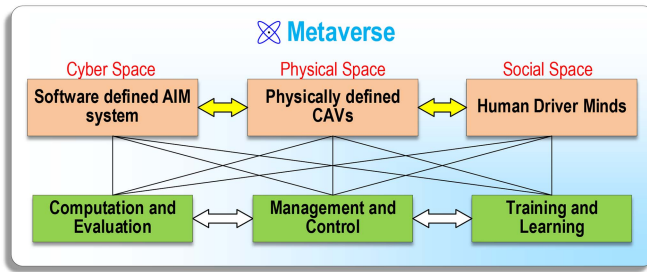 Metaverse
Cyber Space
Physical Space
Social Space
Software defined AIM
system
Physically defined
CAVs
Human Driver Minds
Computation and
Evaluation
Management and
Control
Training and
Learning